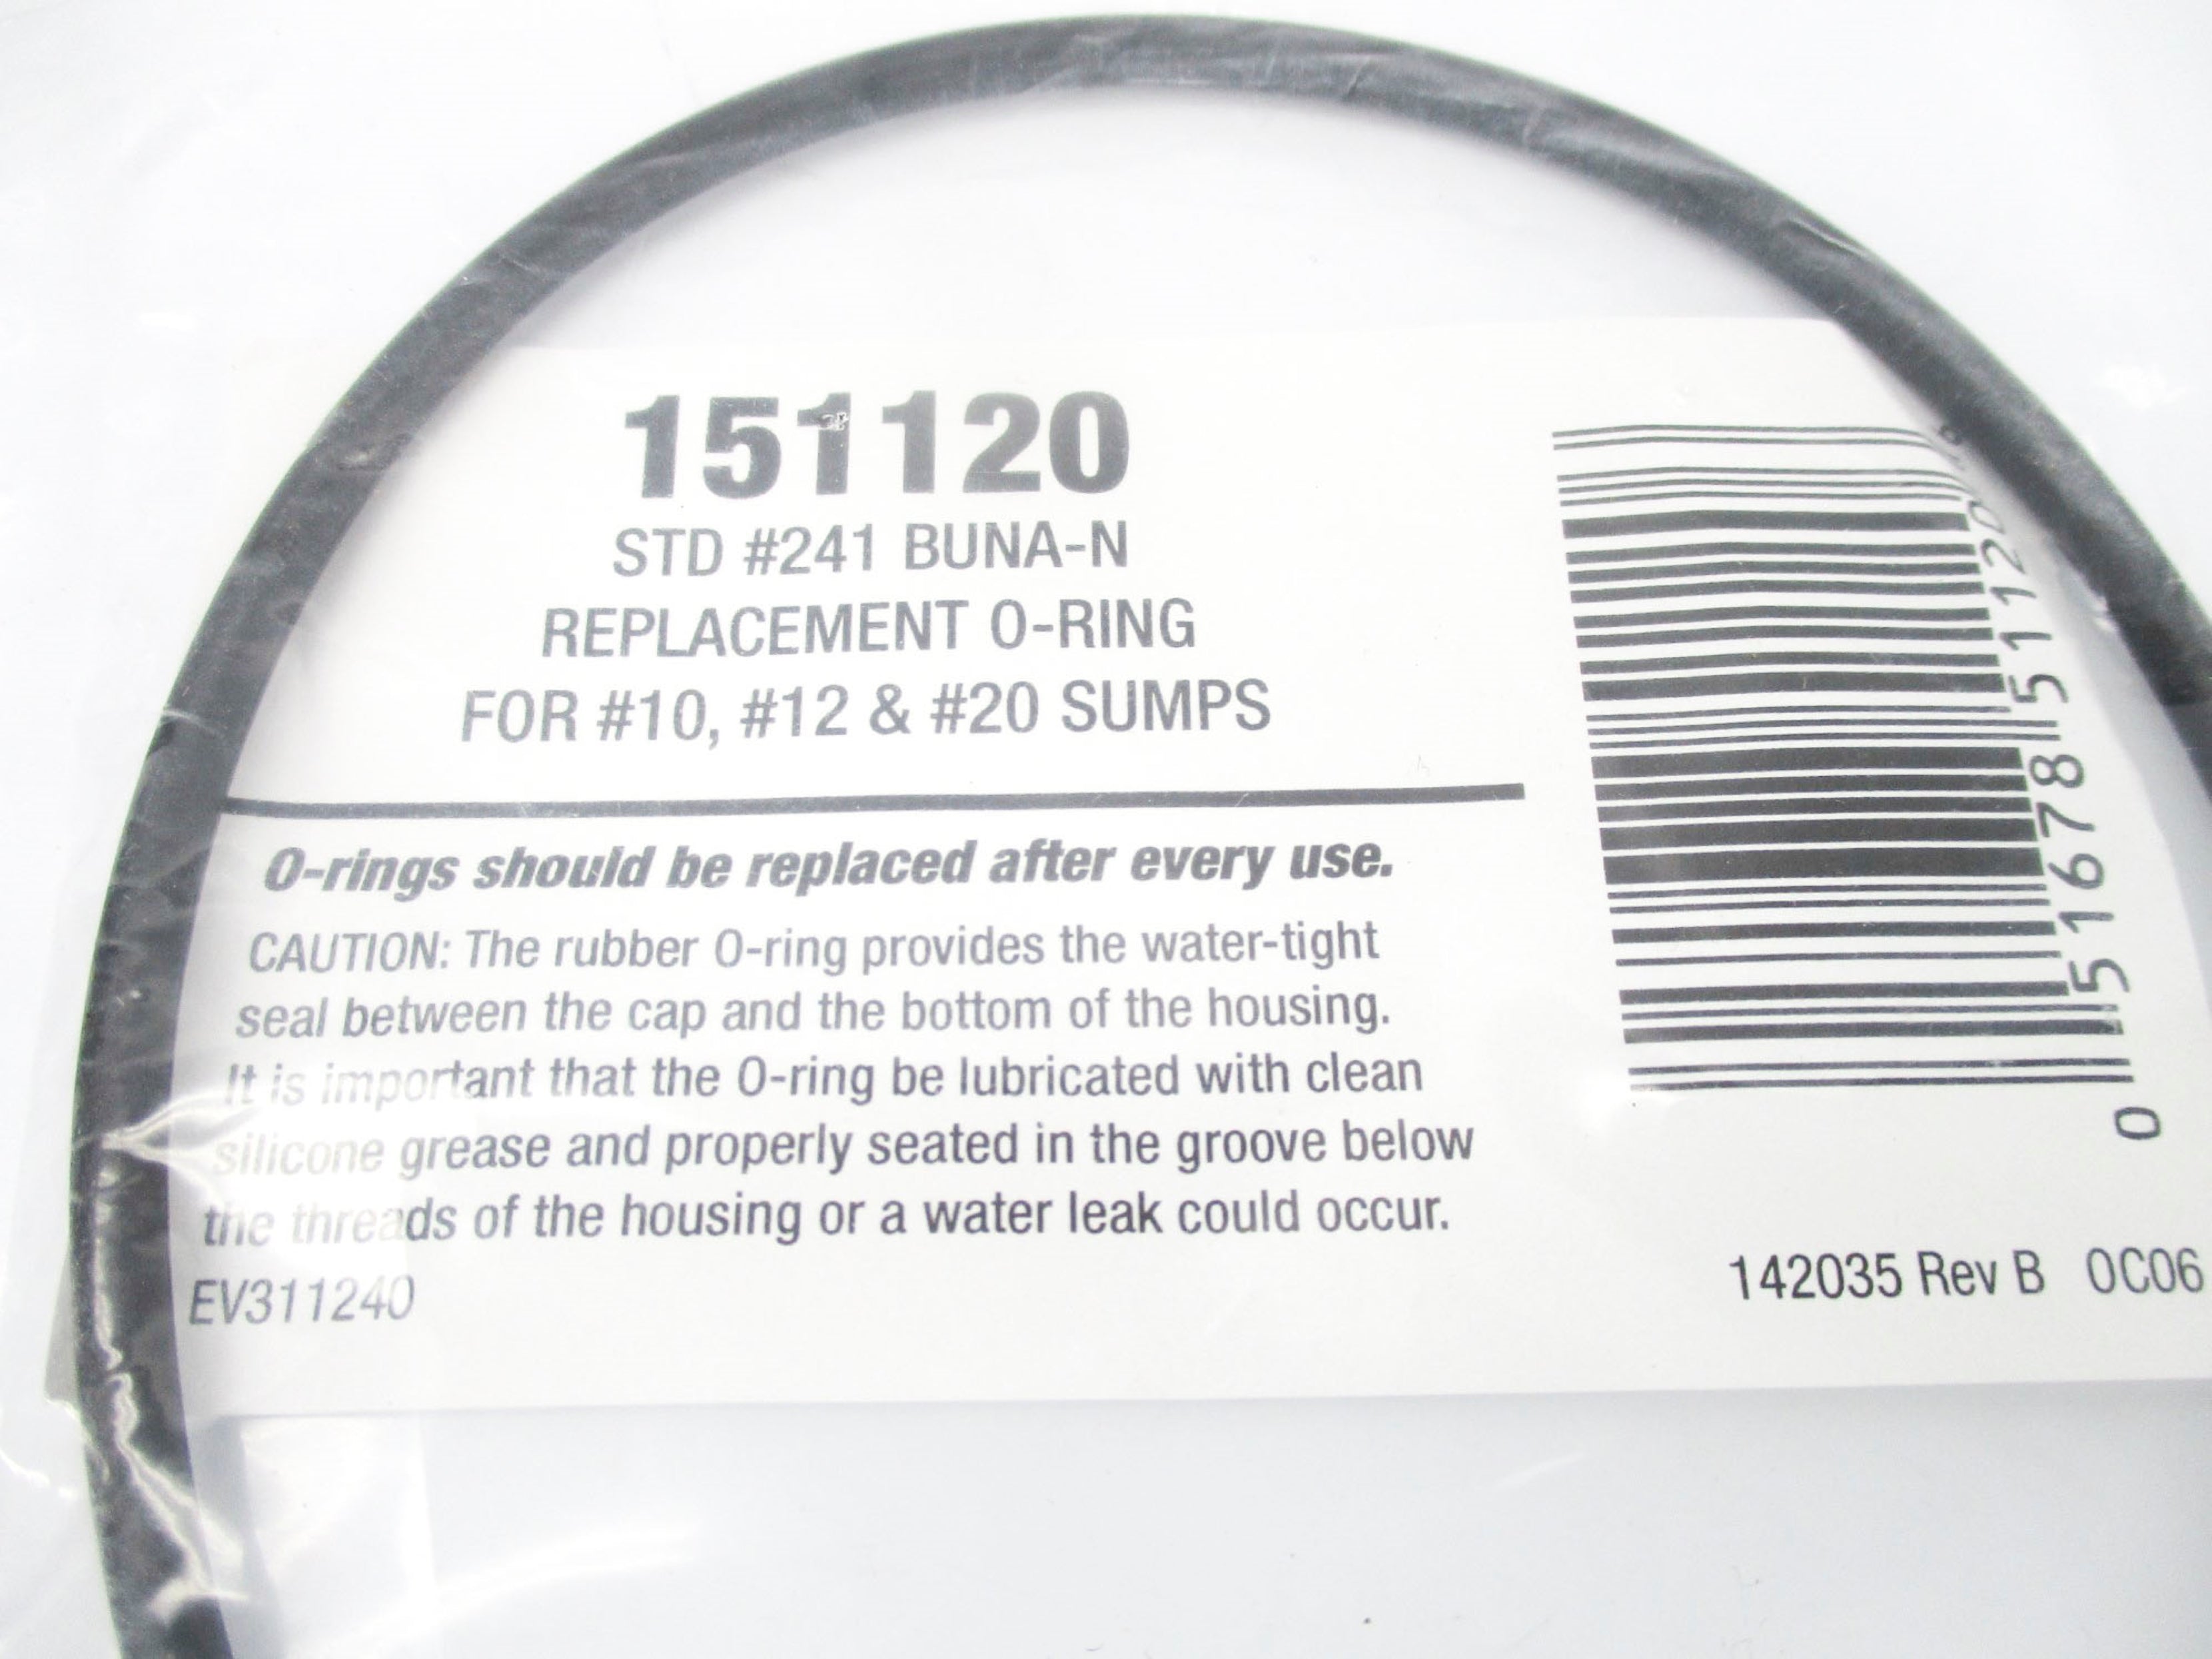 151120
STD #241 BUNA-N
REPLACEMENT O-RING
FOR #10, #12 & #20 SUMPS
O-rings should be replaced after every use.
CAUTION: The rubber O-ring provides the water-tight
seal between the cap and the bottom of the housing.
It is important that the O-ring be lubricated with clean
silicone grease and properly seated in the groove below
the threads of the housing or a water leak could occur.
EV311240
0 51678 51120
142035 Rev B 0C06